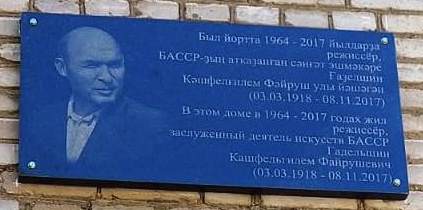 Был йортта 1964 - 2017 йылдарҙа
режиссёр,
БАССР-ҙың атҡаҙанған сәнғәт эшмәкәре
Ғәҙелшин
Кәшфелғилем Фәйруш улы йәшәгән
(03.03.1918 - 08.11.2017)
В этом доме в 1964 - 2017 годах жил
режиссёр,
заслуженный деятель искусств БАССР
Гадельшин
Кашфельгилем Файрушевич
(03.03.1918 - 08.11.2017)